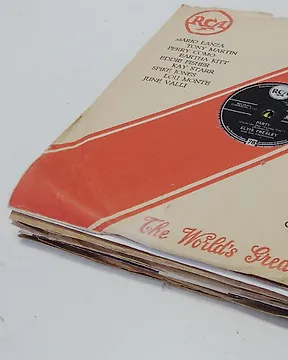 RCA
MARIO LANZA
TONY MARTIN
PERRY COMO
EARTHA KITT
EDDIE FISHER
KAY STARR
SPIKE JONES
LOU MONTE
JUNE VALLI
RCA
PARTY
ELVIS PRESLEY
The World's Grea